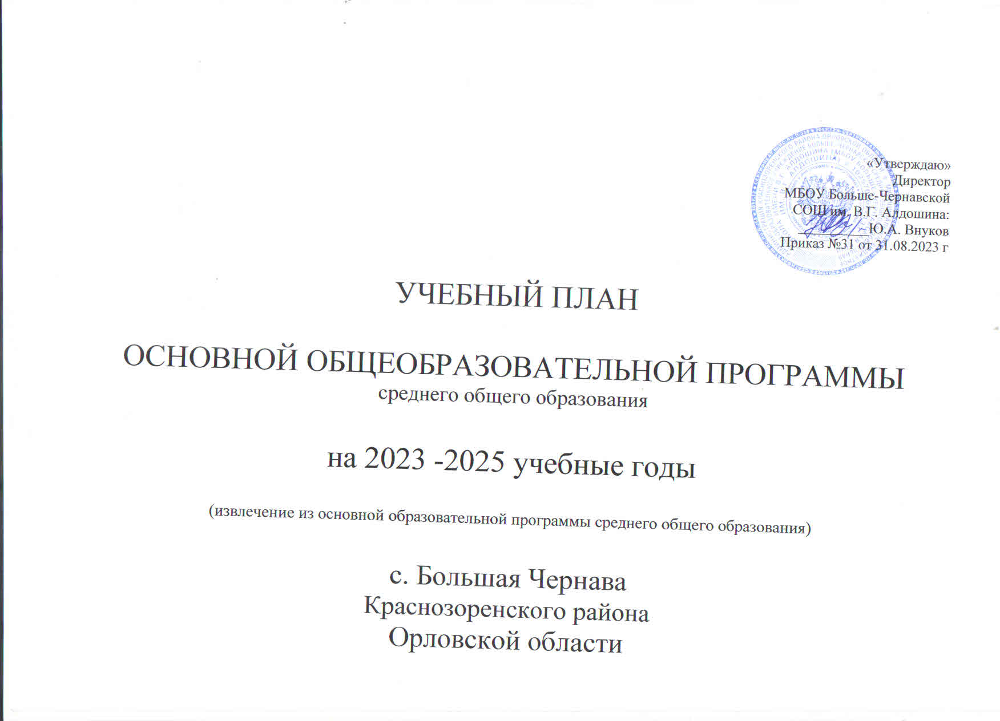 «Утверждаю»
Директор
МБОУ Больше-Чернавской
СОШ им. В.Г. Алдошина:
__________Ю.А. Внуков
Приказ №31 от 31.08.2023 г
УЧЕБНЫЙ ПЛАН
ОСНОВНОЙ ОБЩЕОБРАЗОВАТЕЛЬНОЙ ПРОГРАММЫ
среднего общего образования
на 2023 -2025 учебные годы
(извлечение из основной образовательной программы среднего общего образования)
с. Большая Чернава
Краснозоренского района
Орловской области